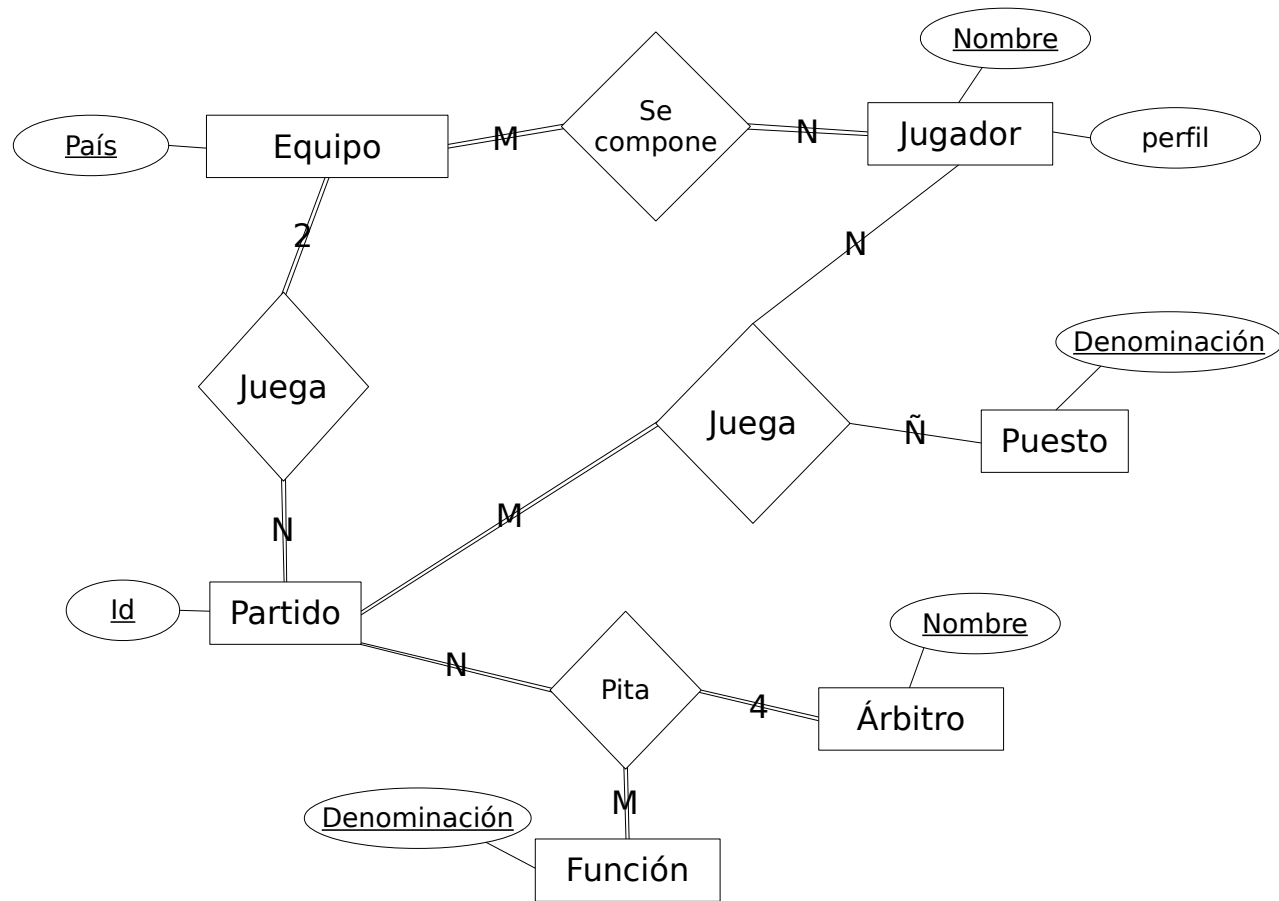 Nombre
Se
compone
País
Equipo
M
N
Jugador
perfil
2
N
Denominación
Juega
Juega
Ñ
Puesto
M
N
Id
Partido
Nombre
N
Pita
4
Árbitro
M
Denominación
Función